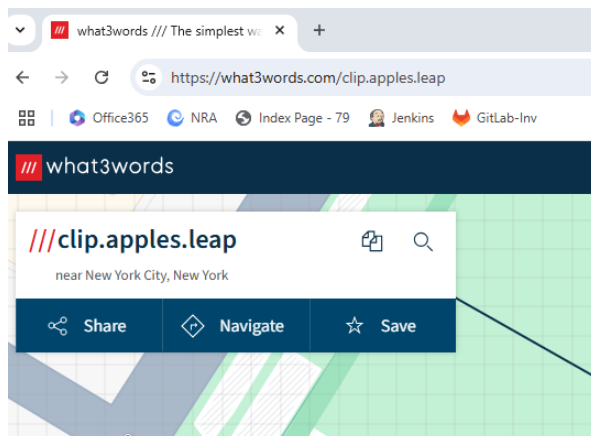 what3words /// The simplest wa
https://what3words.com/clip.apples.leap
Office365 NRA Index Page - 79 Jenkins GitLab-Inv
/// what3words
///clip.apples.leap
near New York City, New York
Share Navigate Save